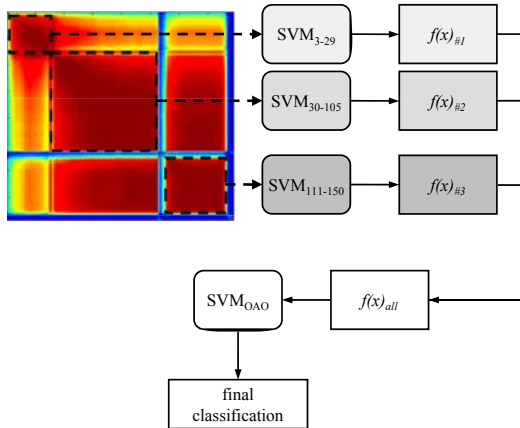 SVM3-29
f(x)#1
SVM30-105
f(x)#2
SVM111-150
f(x)#3
SVMOAO
f(x)all
final
classification